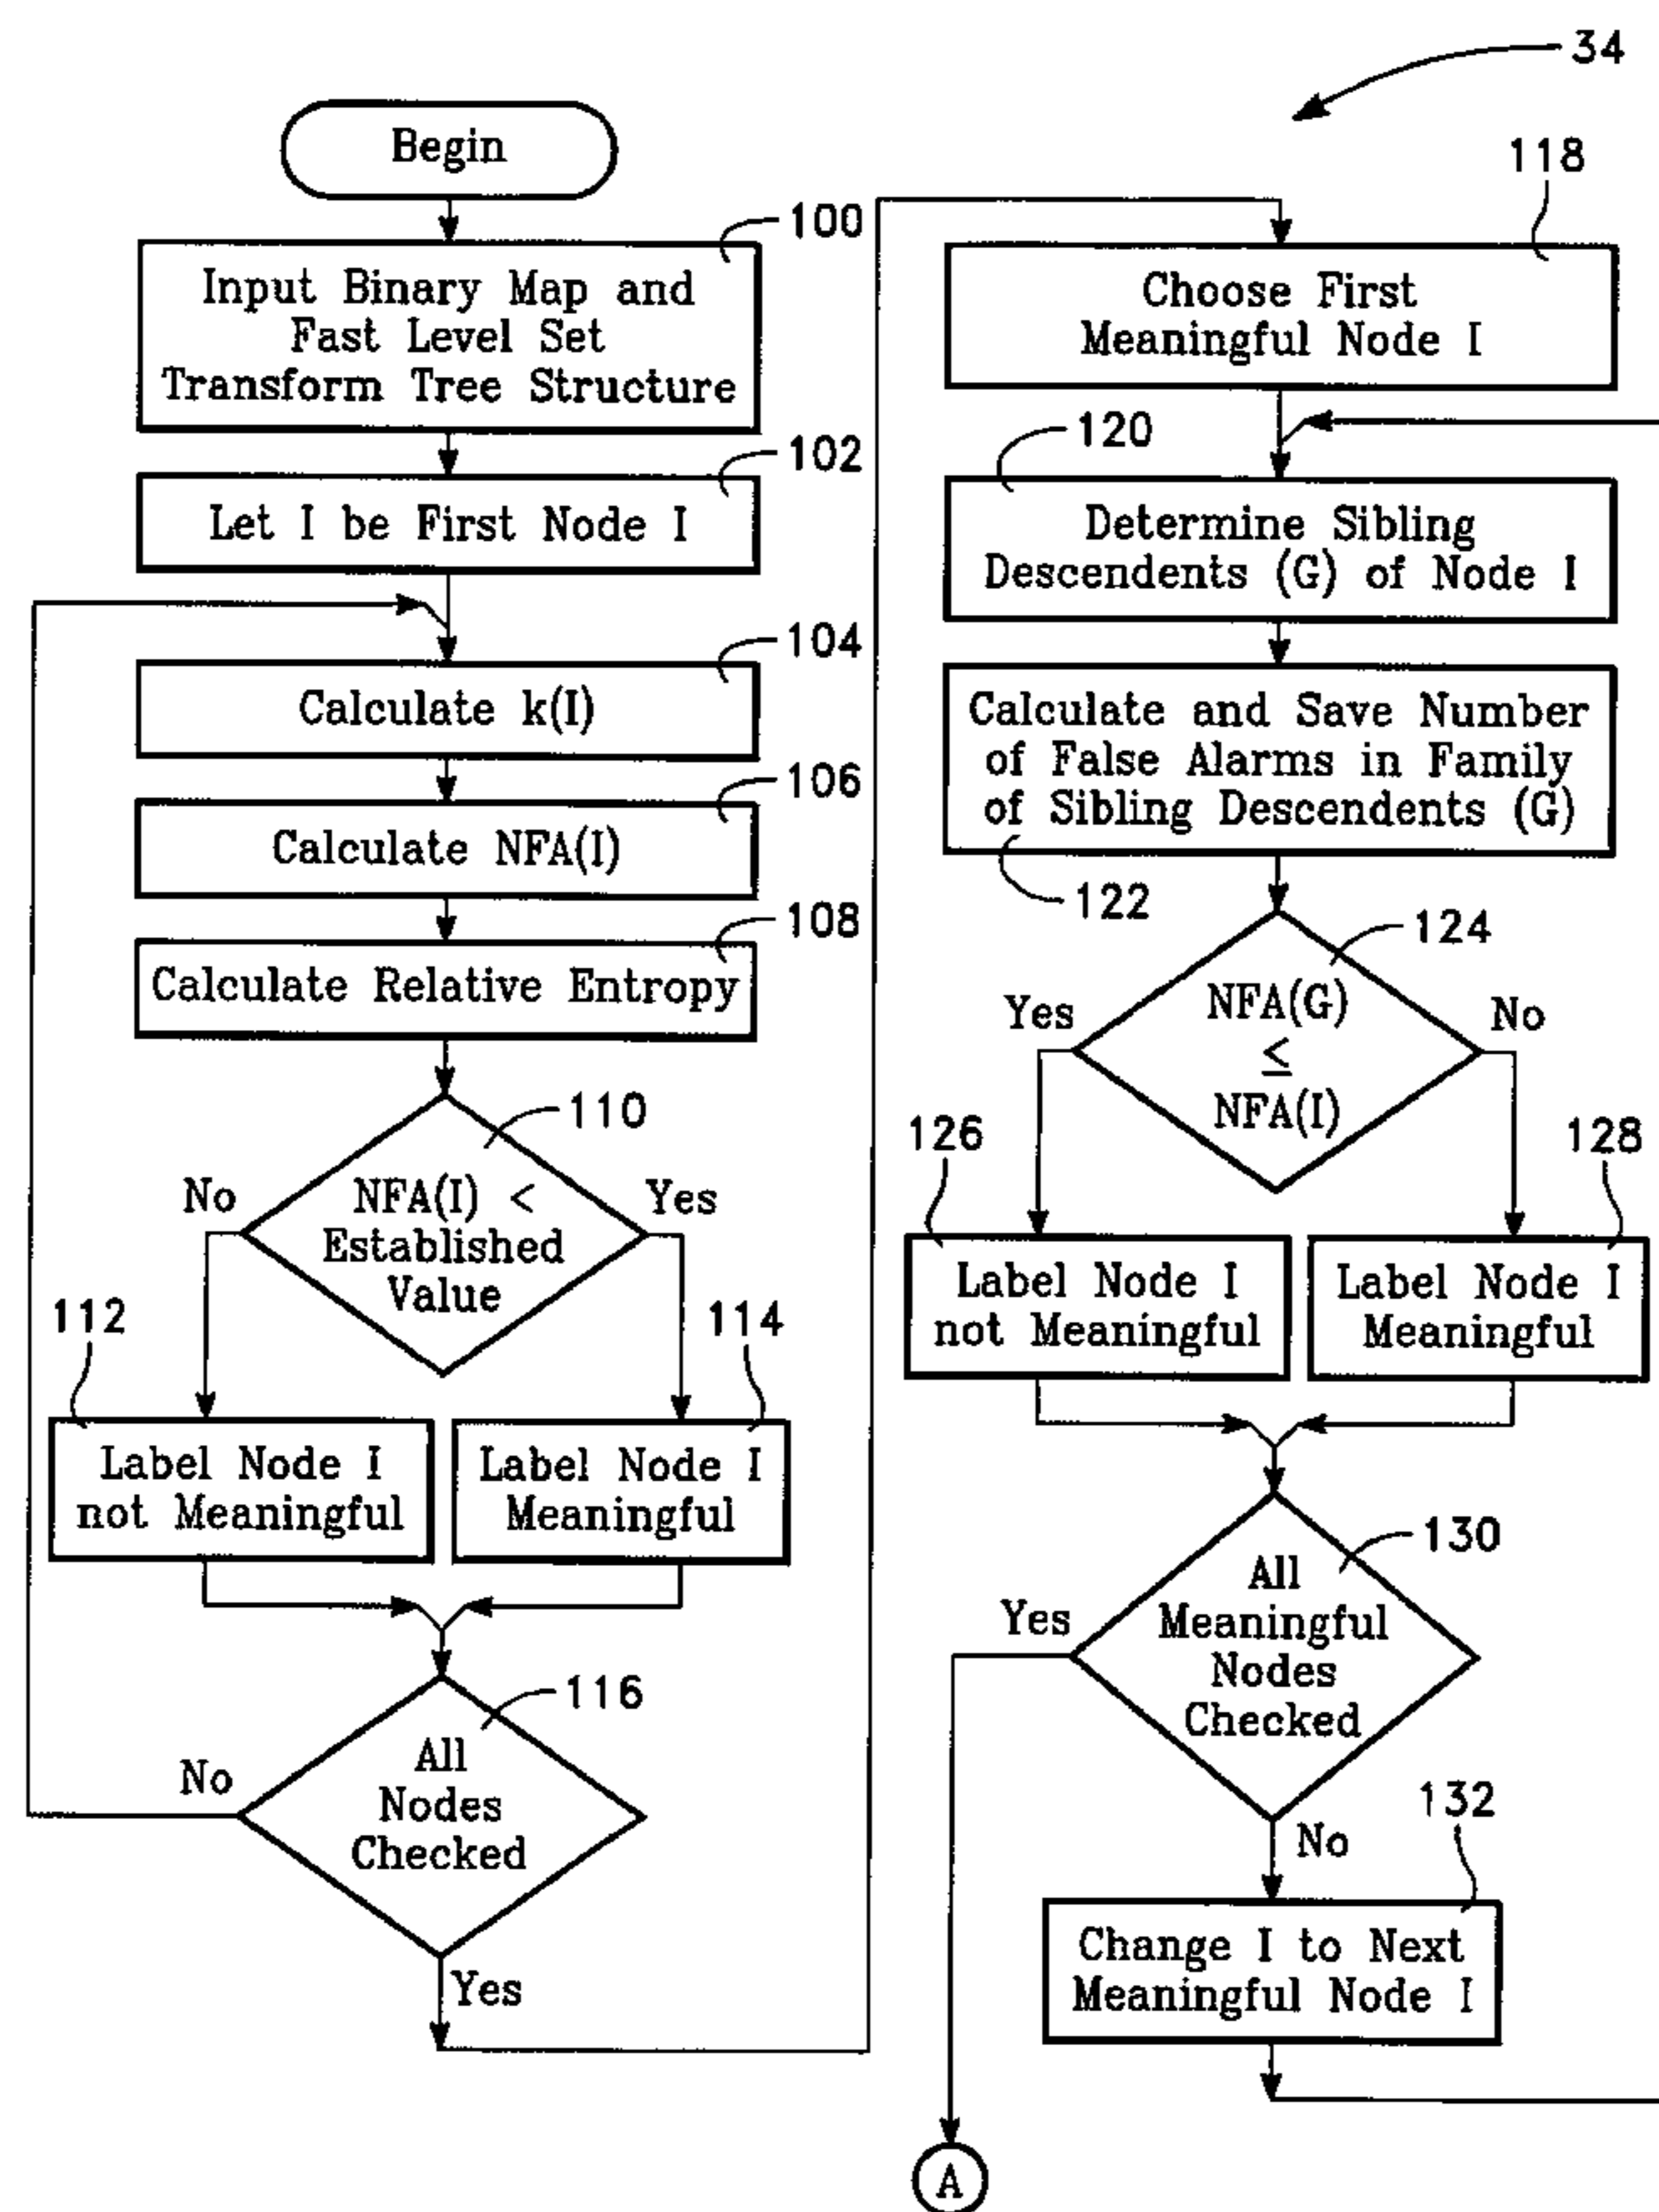 34
Begin
100
Input Binary Map and
Fast Level Set
Transform Tree Structure
102
Let I be First Node I
104
Calculate k(I)
106
Calculate NFA(I)
108
Calculate Relative Entropy
110
NFA(I) <
Established
Value
No
Yes
112
Label Node I
not Meaningful
114
Label Node I
Meaningful
116
All
Nodes
Checked
No
Yes
118
Choose First
Meaningful Node I
120
Determine Sibling
Descendents (G) of Node I
Calculate and Save Number
of False Alarms in Family
of Sibling Descendents (G)
122
124
NFA(G)
≤
NFA(I)
Yes
No
126
Label Node I
not Meaningful
128
Label Node I
Meaningful
130
All
Meaningful
Nodes
Checked
Yes
No
132
Change I to Next
Meaningful Node I
A